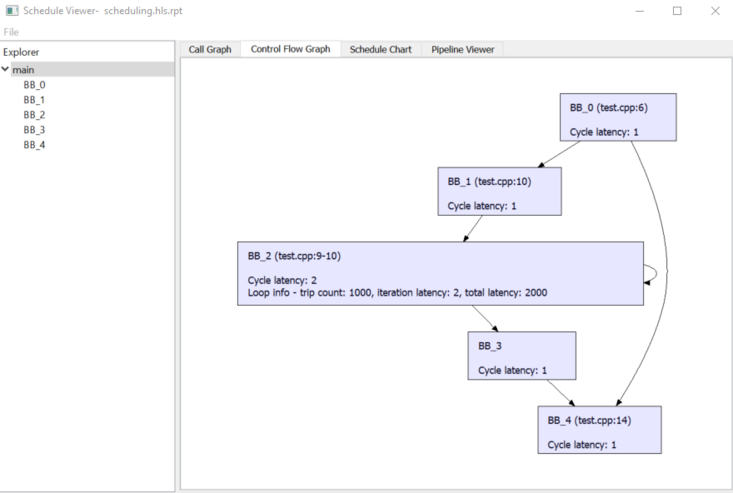 Schedule Viewer- scheduling.hls.rpt
File
Explorer
main
BB_0
BB_1
BB_2
BB_3
BB_4
Call Graph
Control Flow Graph
Schedule Chart
Pipeline Viewer
BB_0 (test.cpp:6)
Cycle latency: 1
BB_1 (test.cpp:10)
Cycle latency: 1
BB_2 (test.cpp:9-10)
Cycle latency: 2
Loop info - trip count: 1000, iteration latency: 2, total latency: 2000
BB_3
Cycle latency: 1
BB_4 (test.cpp:14)
Cycle latency: 1